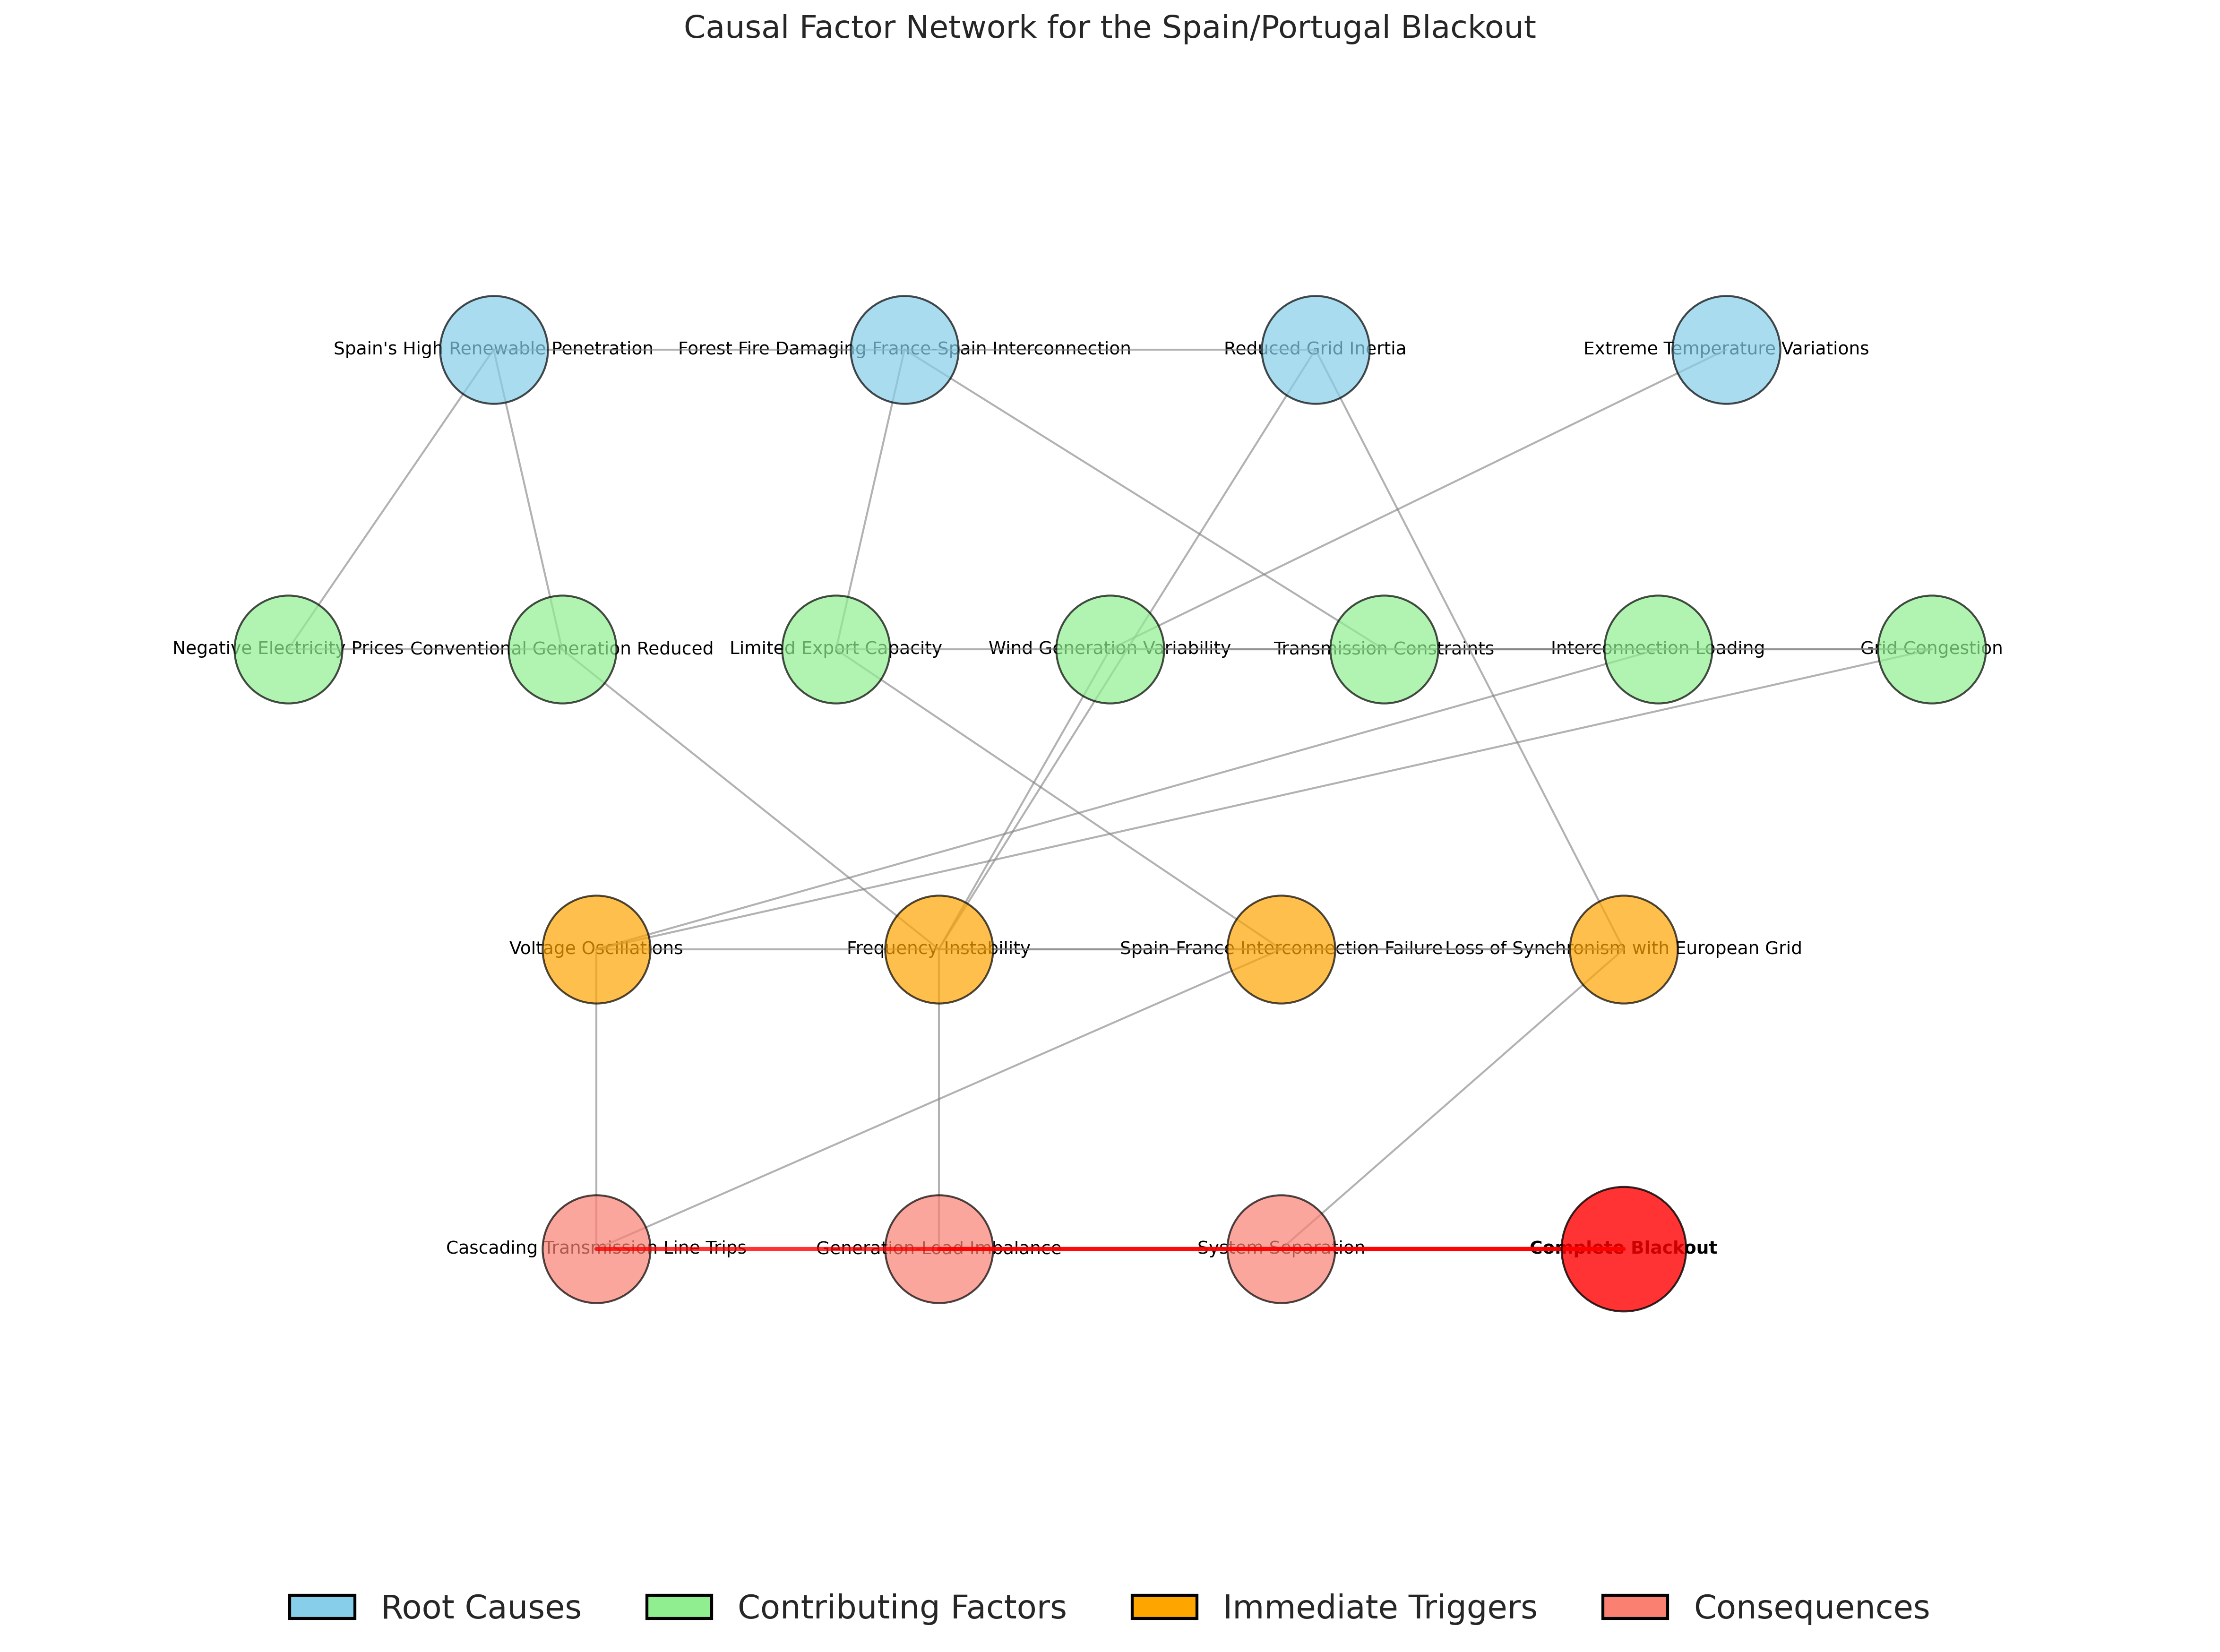 Causal Factor Network for the Spain/Portugal Blackout
Spain's High Renewable Penetration
Forest Fire Damaging France-Spain Interconnection
Reduced Grid Inertia
Extreme Temperature Variations
Negative Electricity Prices
Conventional Generation Reduced
Limited Export Capacity
Wind Generation Variability
Transmission Constraints
Interconnection Loading
Grid Congestion
Voltage Oscillations
Frequency Instability
Spain-France Interconnection Failure
Loss of Synchronism with European Grid
Cascading Transmission Line Trips
Generation-Load Imbalance
System Separation
Complete Blackout
Root Causes
Contributing Factors
Immediate Triggers
Consequences